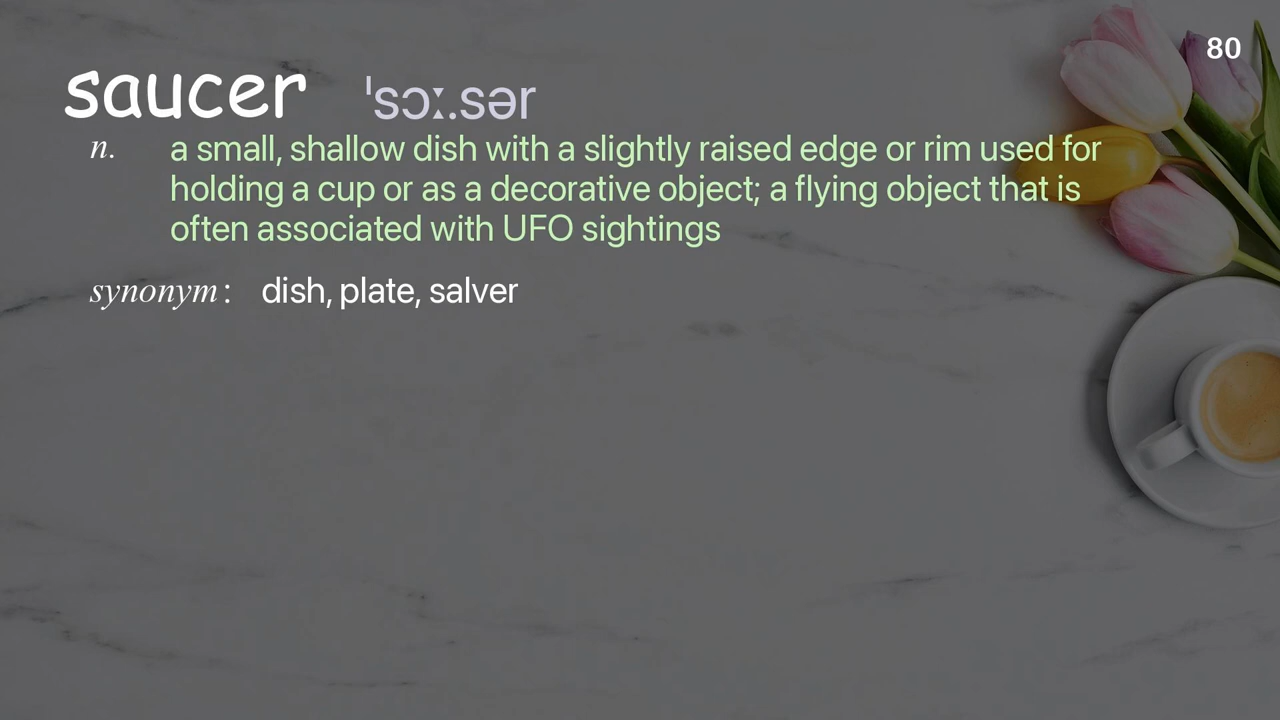 80
saucer ˈsɔː.sər
n. a small, shallow dish with a slightly raised edge or rim used for
holding a cup or as a decorative object; a flying object that is
often associated with UFO sightings
synonym: dish, plate, salver